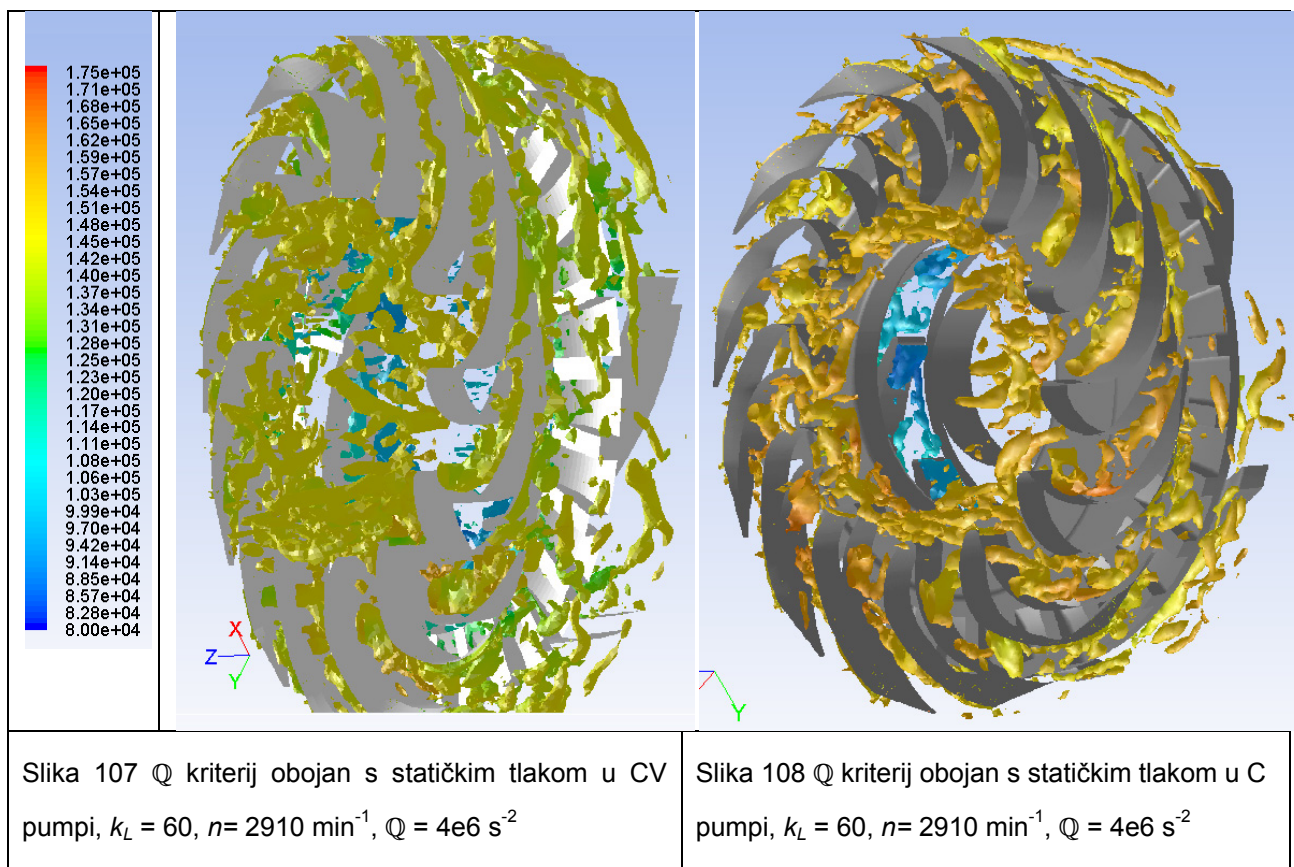 1.75e+05
1.71e+05
1.68e+05
1.65e+05
1.62e+05
1.59e+05
1.57e+05
1.54e+05
1.51e+05
1.48e+05
1.45e+05
1.42e+05
1.40e+05
1.37e+05
1.34e+05
1.31e+05
1.28e+05
1.25e+05
1.23e+05
1.20e+05
1.17e+05
1.14e+05
1.11e+05
1.08e+05
1.06e+05
1.03e+05
9.99e+04
9.70e+04
9.42e+04
9.14e+04
8.85e+04
8.57e+04
8.28e+04
8.00e+04
X
Z
Y
Y
Slika 107 ℚ kriterij obojan s statičkim tlakom u CV
pumpi, k_L = 60, n= 2910 min⁻¹, ℚ = 4e6 s⁻²
Slika 108 ℚ kriterij obojan s statičkim tlakom u C
pumpi, k_L = 60, n= 2910 min⁻¹, ℚ = 4e6 s⁻²